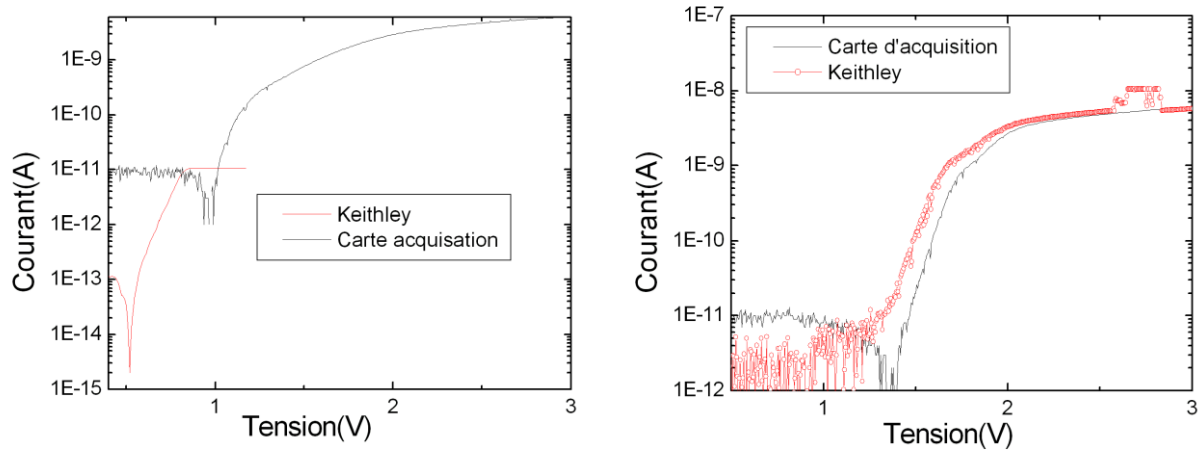 1E-9
1E-10
1E-11
1E-12
1E-13
1E-14
1E-15
Courant(A)
Keithley
Carte acquisation
1
2
3
Tension(V)
1E-7
1E-8
1E-9
1E-10
1E-11
1E-12
Courant(A)
Carte d'acquisition
Keithley
1
2
3
Tension(V)